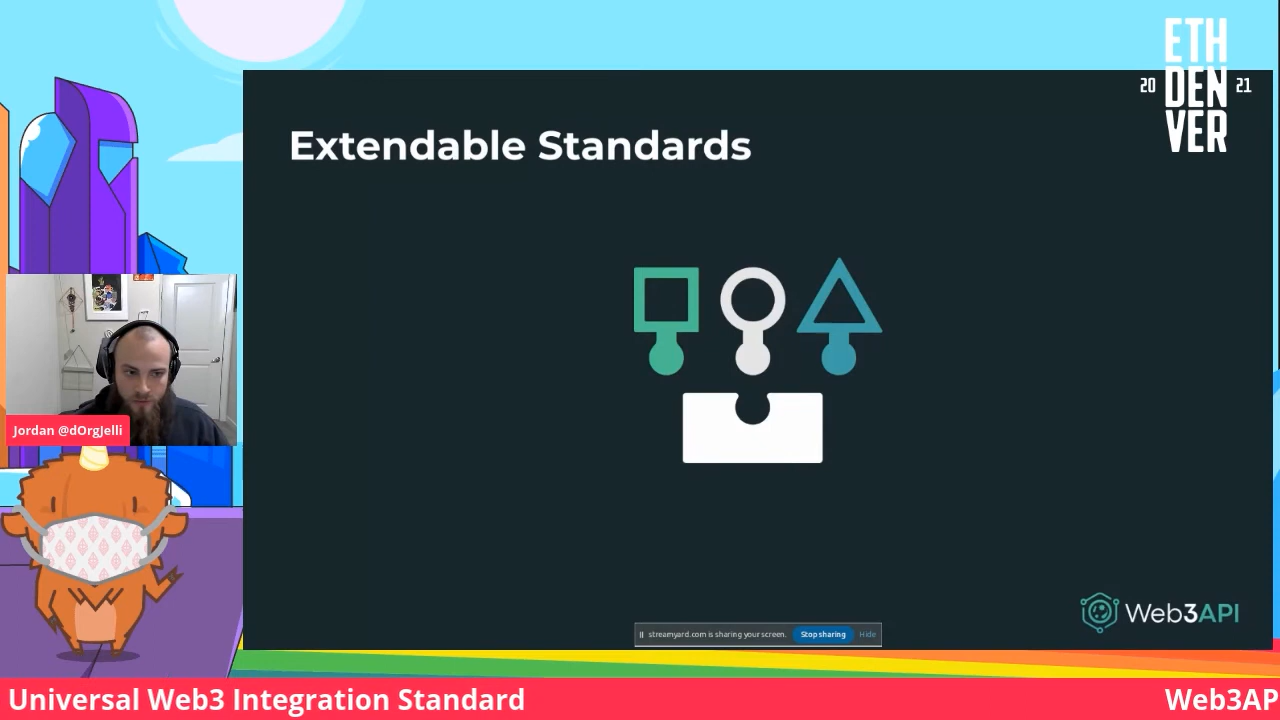 ETH
20 DEN 21
VER
Extendable Standards
Jordan @dOrgJelli
Web3API
streamyard.com is sharing your screen. Stop sharing Hide
Universal Web3 Integration Standard
Web3AP